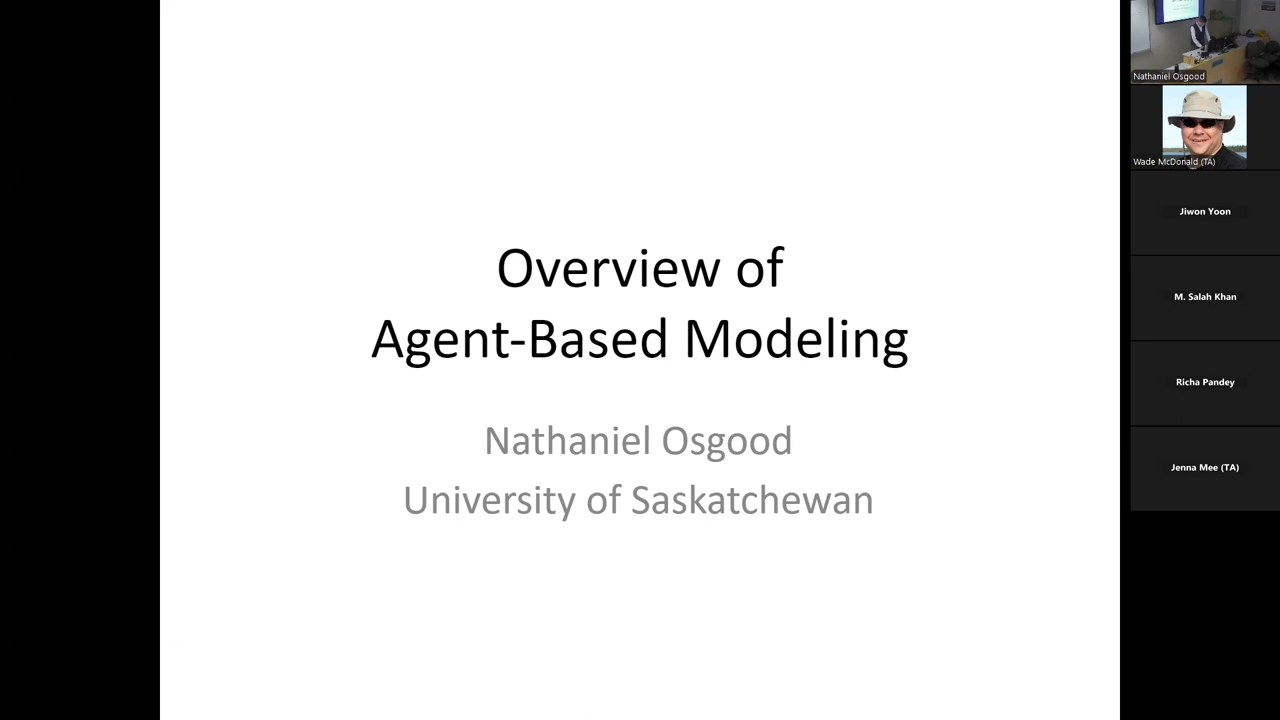 Overview of
Agent-Based Modeling
Nathaniel Osgood
University of Saskatchewan
Nathaniel Osgood
Wade McDonald (TA)
Jiwon Yoon
M. Salah Khan
Richa Pandey
Jenna Mee (TA)